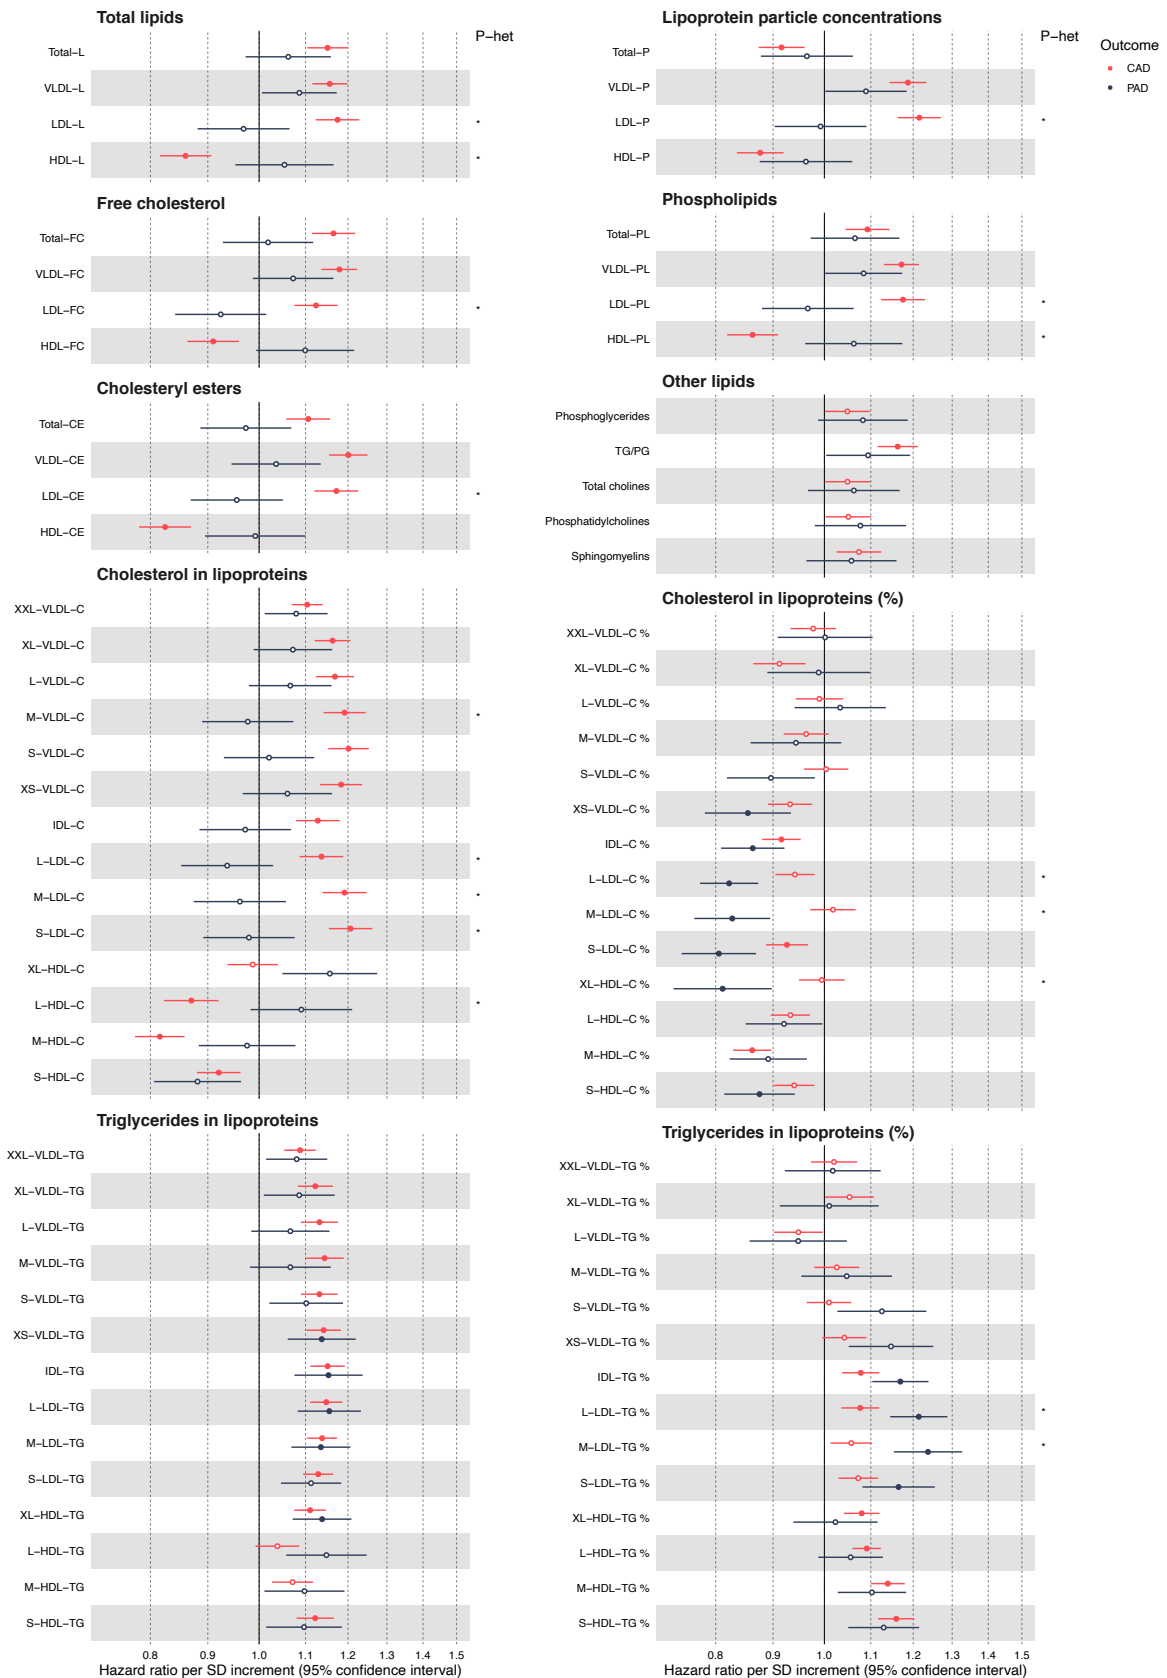 Total lipids
P−het
Total−L
VLDL−L
LDL−L *
HDL−L *
Free cholesterol
Total−FC
VLDL−FC
LDL−FC *
HDL−FC
Cholesteryl esters
Total−CE
VLDL−CE
LDL−CE *
HDL−CE
Cholesterol in lipoproteins
XXL−VLDL−C
XL−VLDL−C
L−VLDL−C
M−VLDL−C *
S−VLDL−C
XS−VLDL−C
IDL−C
L−LDL−C *
M−LDL−C *
S−LDL−C *
XL−HDL−C
L−HDL−C *
M−HDL−C
S−HDL−C
Triglycerides in lipoproteins
XXL−VLDL−TG
XL−VLDL−TG
L−VLDL−TG
M−VLDL−TG
S−VLDL−TG
XS−VLDL−TG
IDL−TG
L−LDL−TG
M−LDL−TG
S−LDL−TG
XL−HDL−TG
L−HDL−TG
M−HDL−TG
S−HDL−TG
0.8 0.9 1.0 1.1 1.2 1.3 1.4 1.5
Hazard ratio per SD increment (95% confidence interval)
Lipoprotein particle concentrations
P−het
Total−P
VLDL−P
LDL−P *
HDL−P
Phospholipids
Total−PL
VLDL−PL
LDL−PL *
HDL−PL *
Other lipids
Phosphoglycerides
TG/PG
Total cholines
Phosphatidylcholines
Sphingomyelins
Cholesterol in lipoproteins (%)
XXL−VLDL−C %
XL−VLDL−C %
L−VLDL−C %
M−VLDL−C %
S−VLDL−C %
XS−VLDL−C %
IDL−C %
L−LDL−C % *
M−LDL−C % *
S−LDL−C %
XL−HDL−C % *
L−HDL−C %
M−HDL−C %
S−HDL−C %
Triglycerides in lipoproteins (%)
XXL−VLDL−TG %
XL−VLDL−TG %
L−VLDL−TG %
M−VLDL−TG %
S−VLDL−TG %
XS−VLDL−TG %
IDL−TG %
L−LDL−TG % *
M−LDL−TG % *
S−LDL−TG %
XL−HDL−TG %
L−HDL−TG %
M−HDL−TG %
S−HDL−TG %
0.8 0.9 1.0 1.1 1.2 1.3 1.4 1.5
Hazard ratio per SD increment (95% confidence interval)
Outcome
CAD
PAD